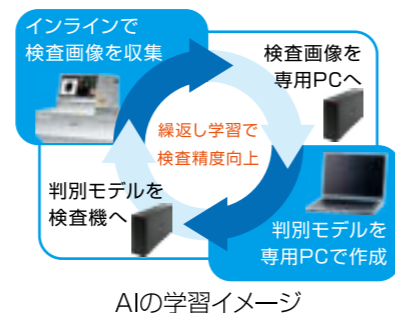 インラインで
検査画像を収集
検査画像を
専用PCへ
繰返し学習で
検査精度向上
判別モデルを
検査機へ
判別モデルを
専用PCで作成
AIの学習イメージ